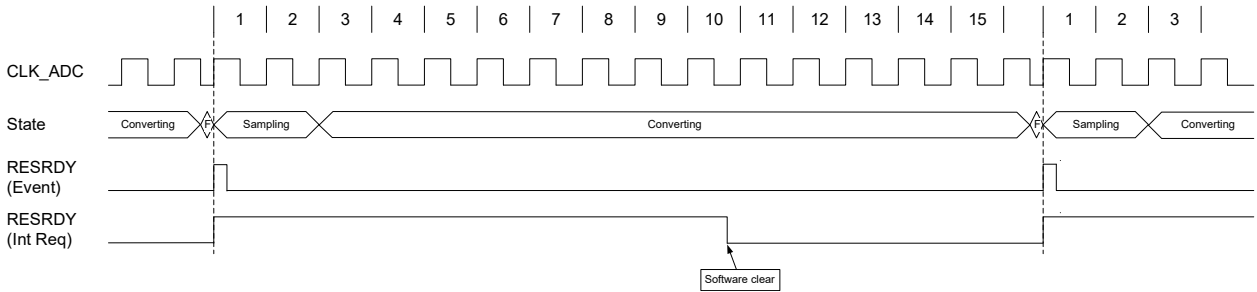 1 2 3 4 5 6 7 8 9 10 11 12 13 14 15 1 2 3
CLK_ADC
State Converting F Sampling Converting F Sampling Converting
RESRDY
(Event)
RESRDY
(Int Req)
Software clear